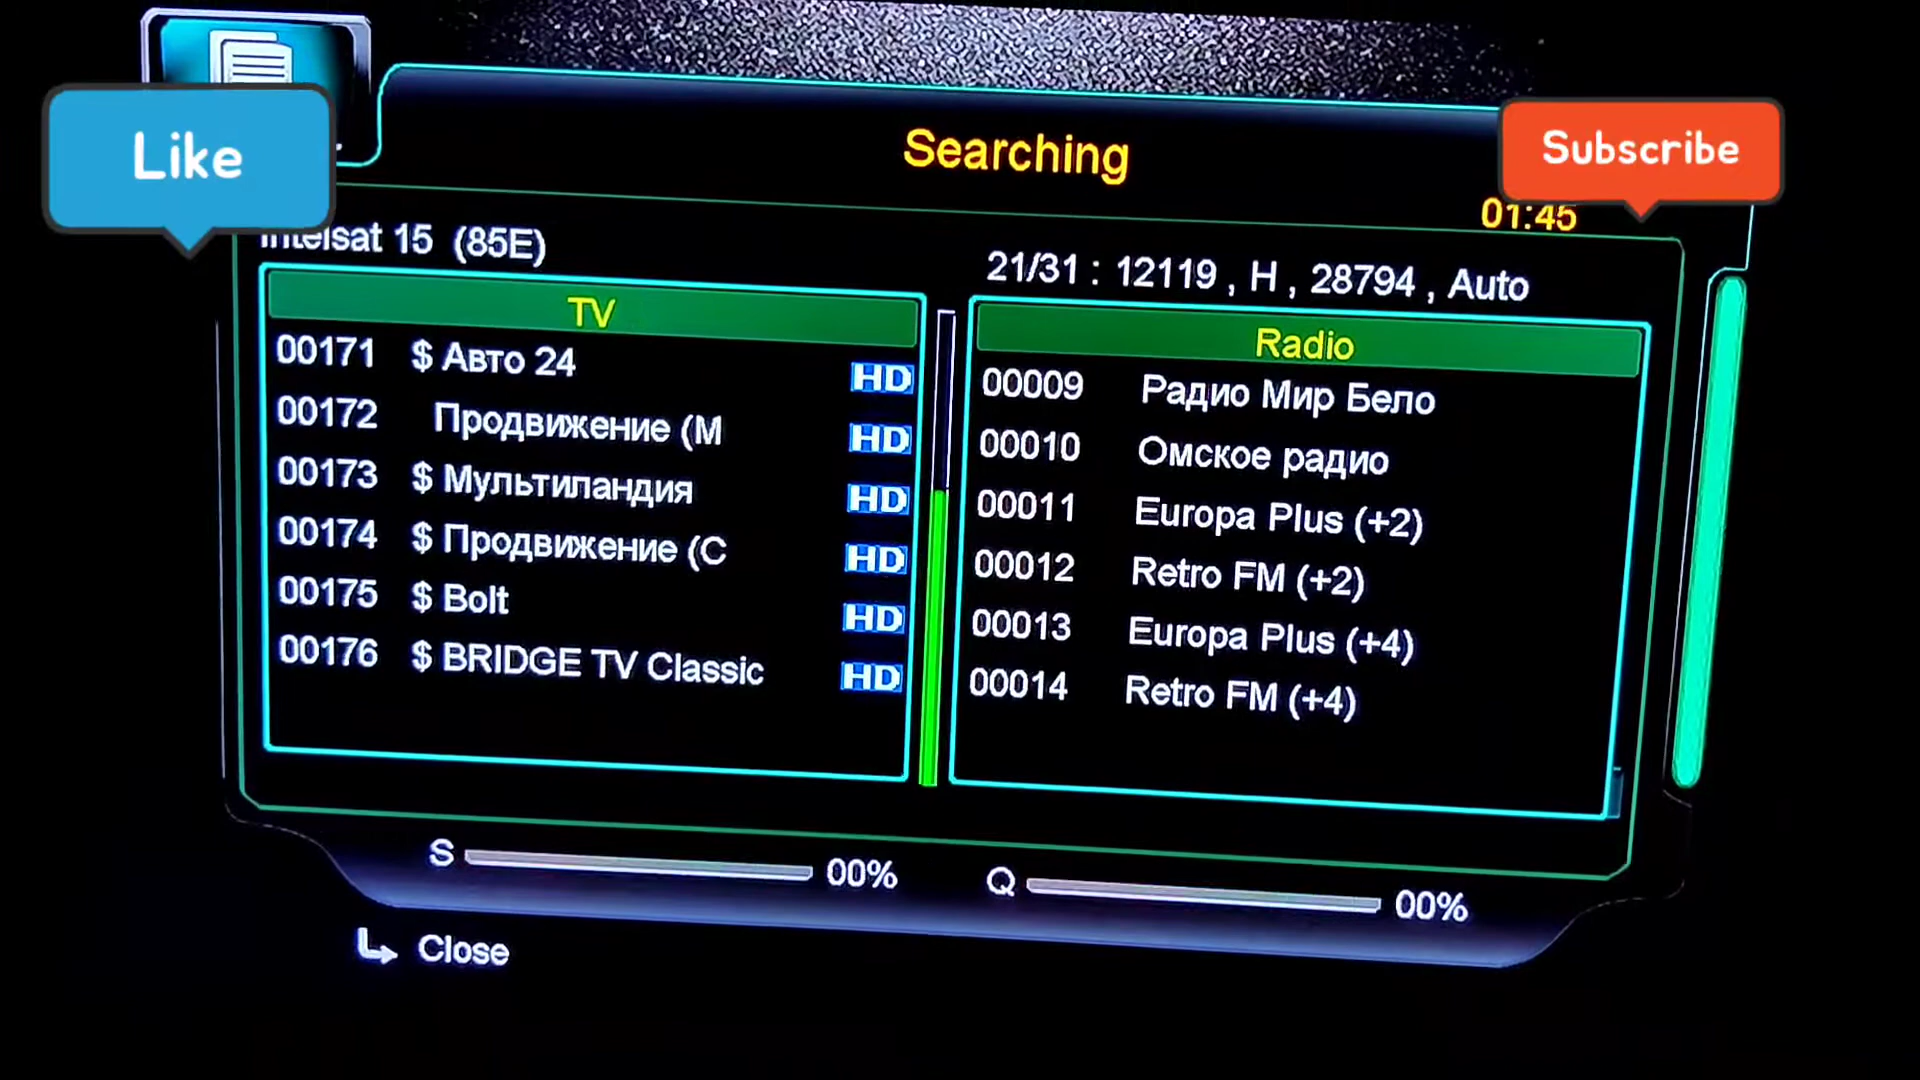 Like
Searching
Subscribe
01:45
Intelsat 15 (85E)
21/31 : 12119 , H , 28794 , Auto
TV
00171 $ Авто 24 HD
00172 Продвижение (М HD
00173 $ Мультиландия HD
00174 $ Продвижение (С HD
00175 $ Bolt HD
00176 $ BRIDGE TV Classic HD
Radio
00009 Радио Мир Бело
00010 Омское радио
00011 Europa Plus (+2)
00012 Retro FM (+2)
00013 Europa Plus (+4)
00014 Retro FM (+4)
S 00%
Q 00%
Close